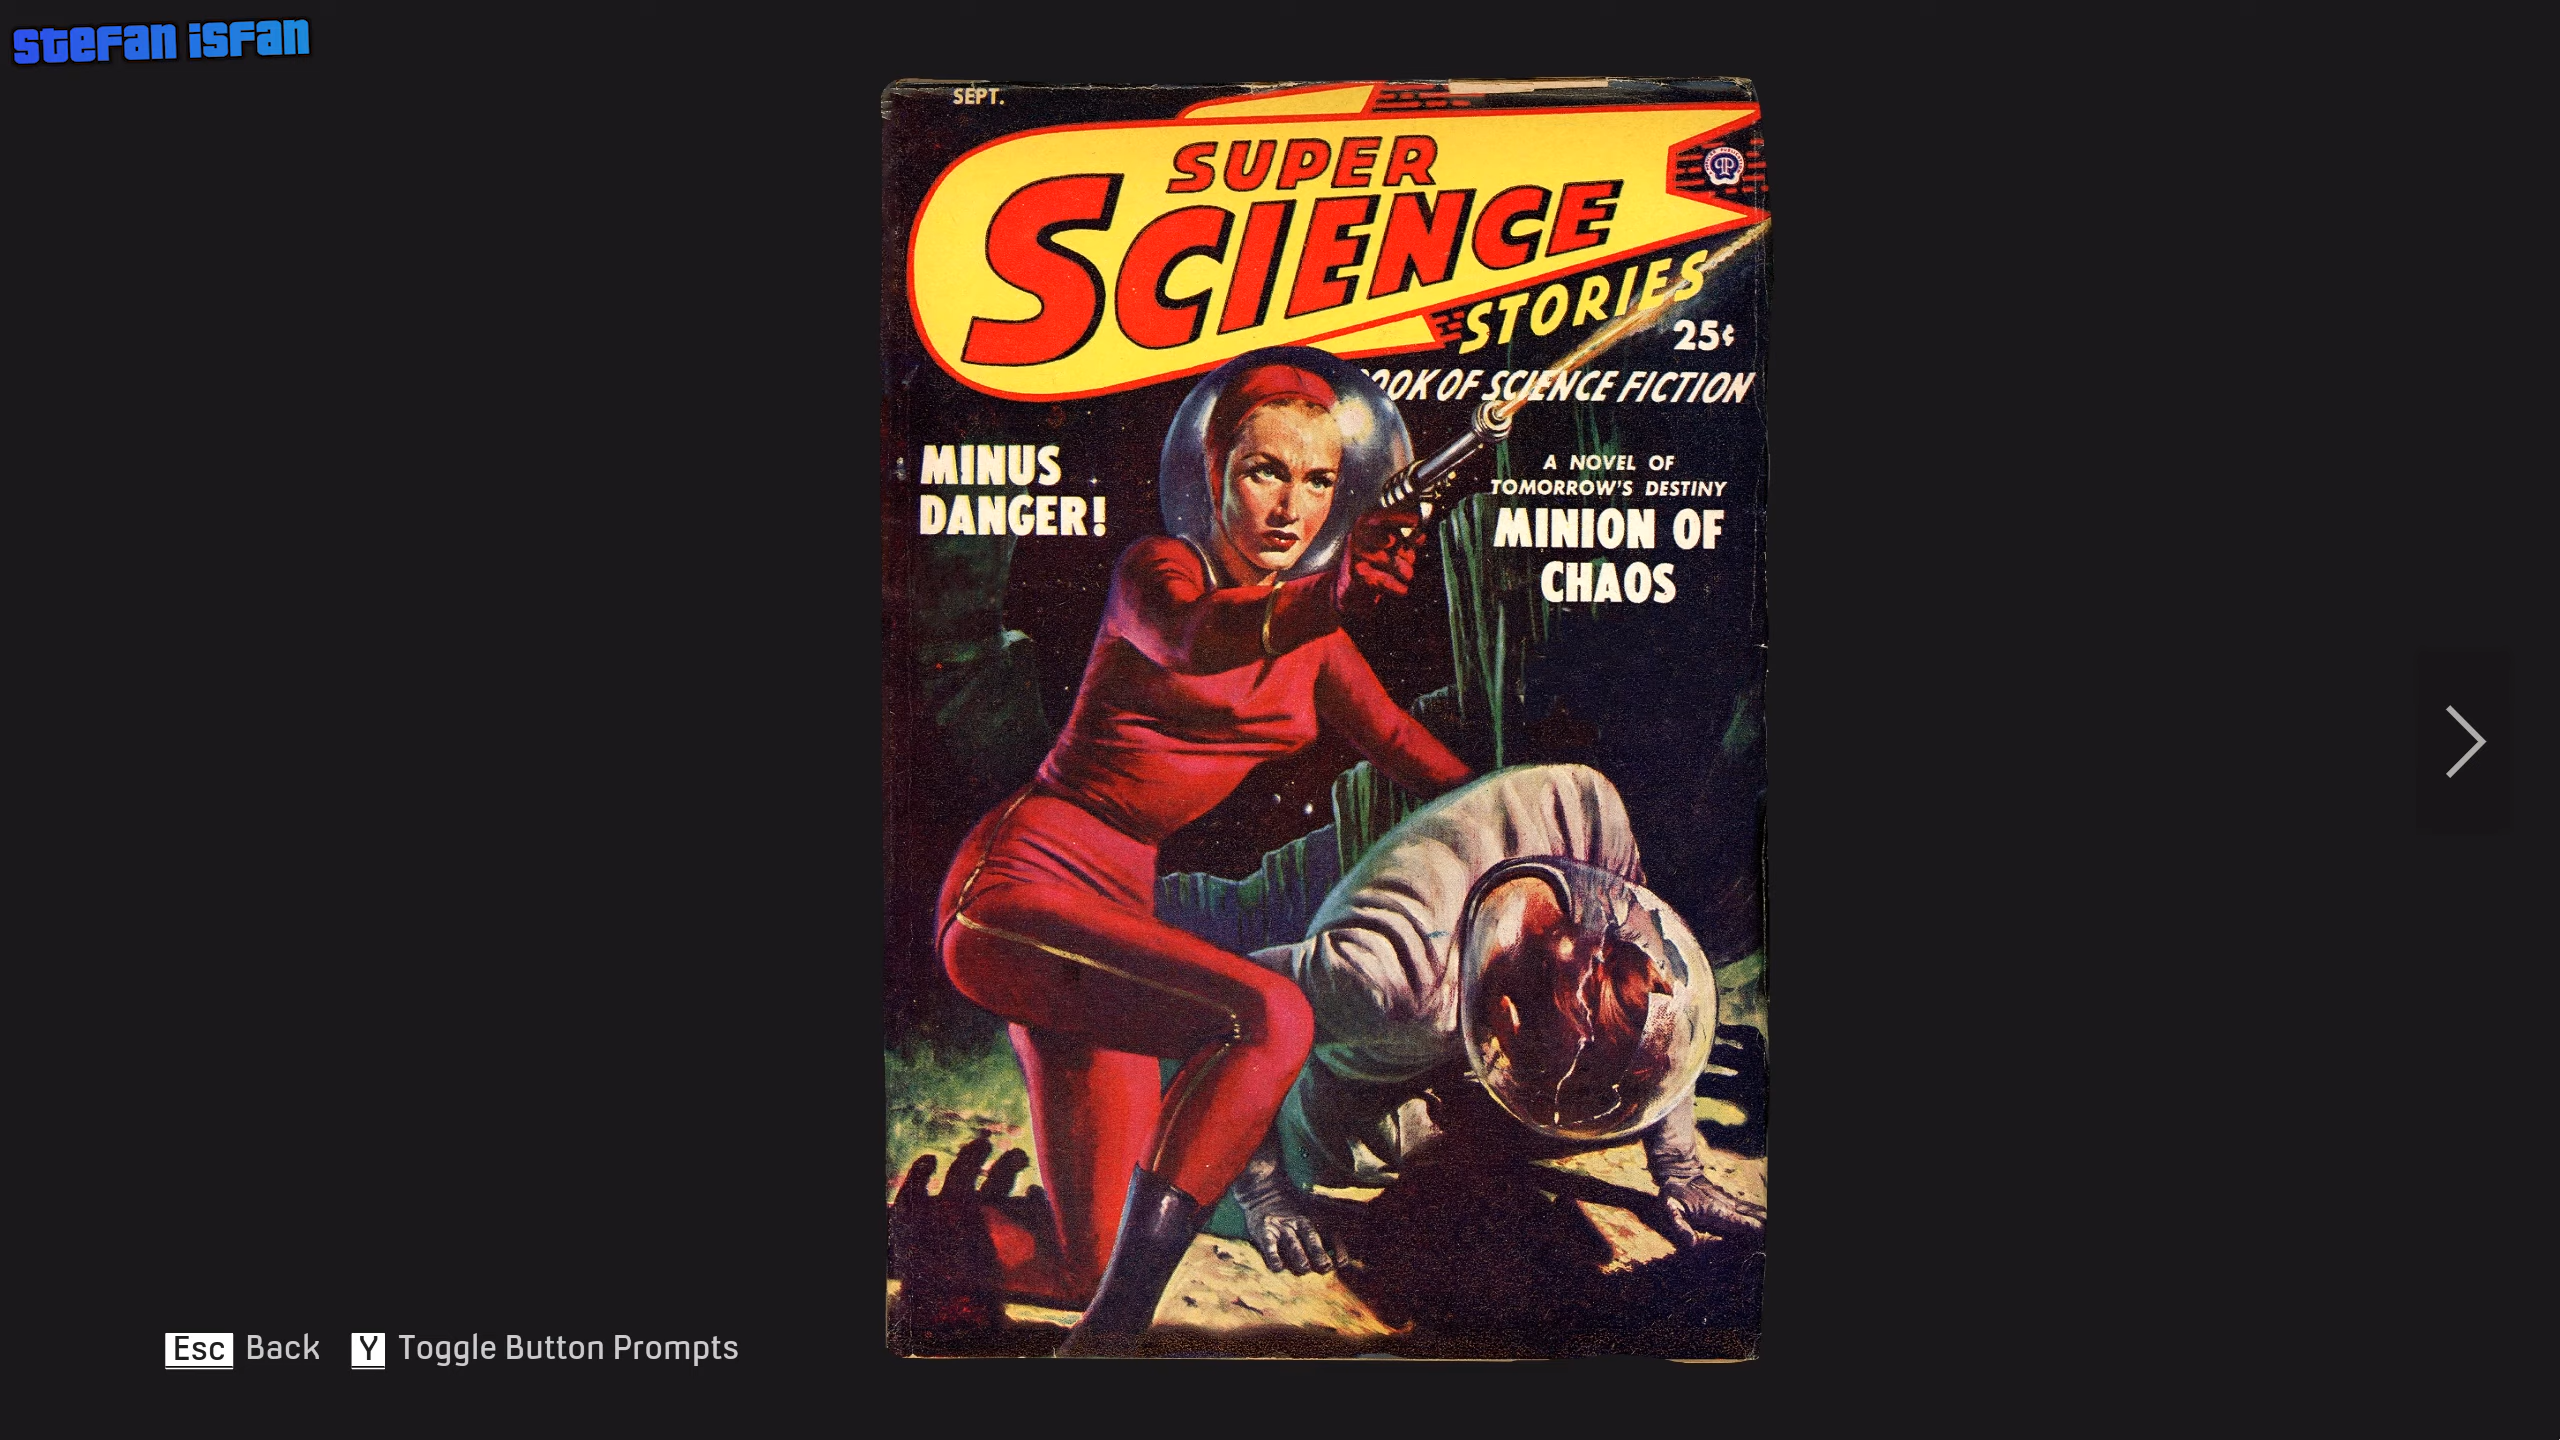 STEFAN ISFAN
SEPT.
SUPER
SCIENCE
STORIES
25¢
OOK OF SCIENCE FICTION
MINUS
DANGER!
A NOVEL OF
TOMORROW'S DESTINY
MINION OF
CHAOS
Esc Back Y Toggle Button Prompts